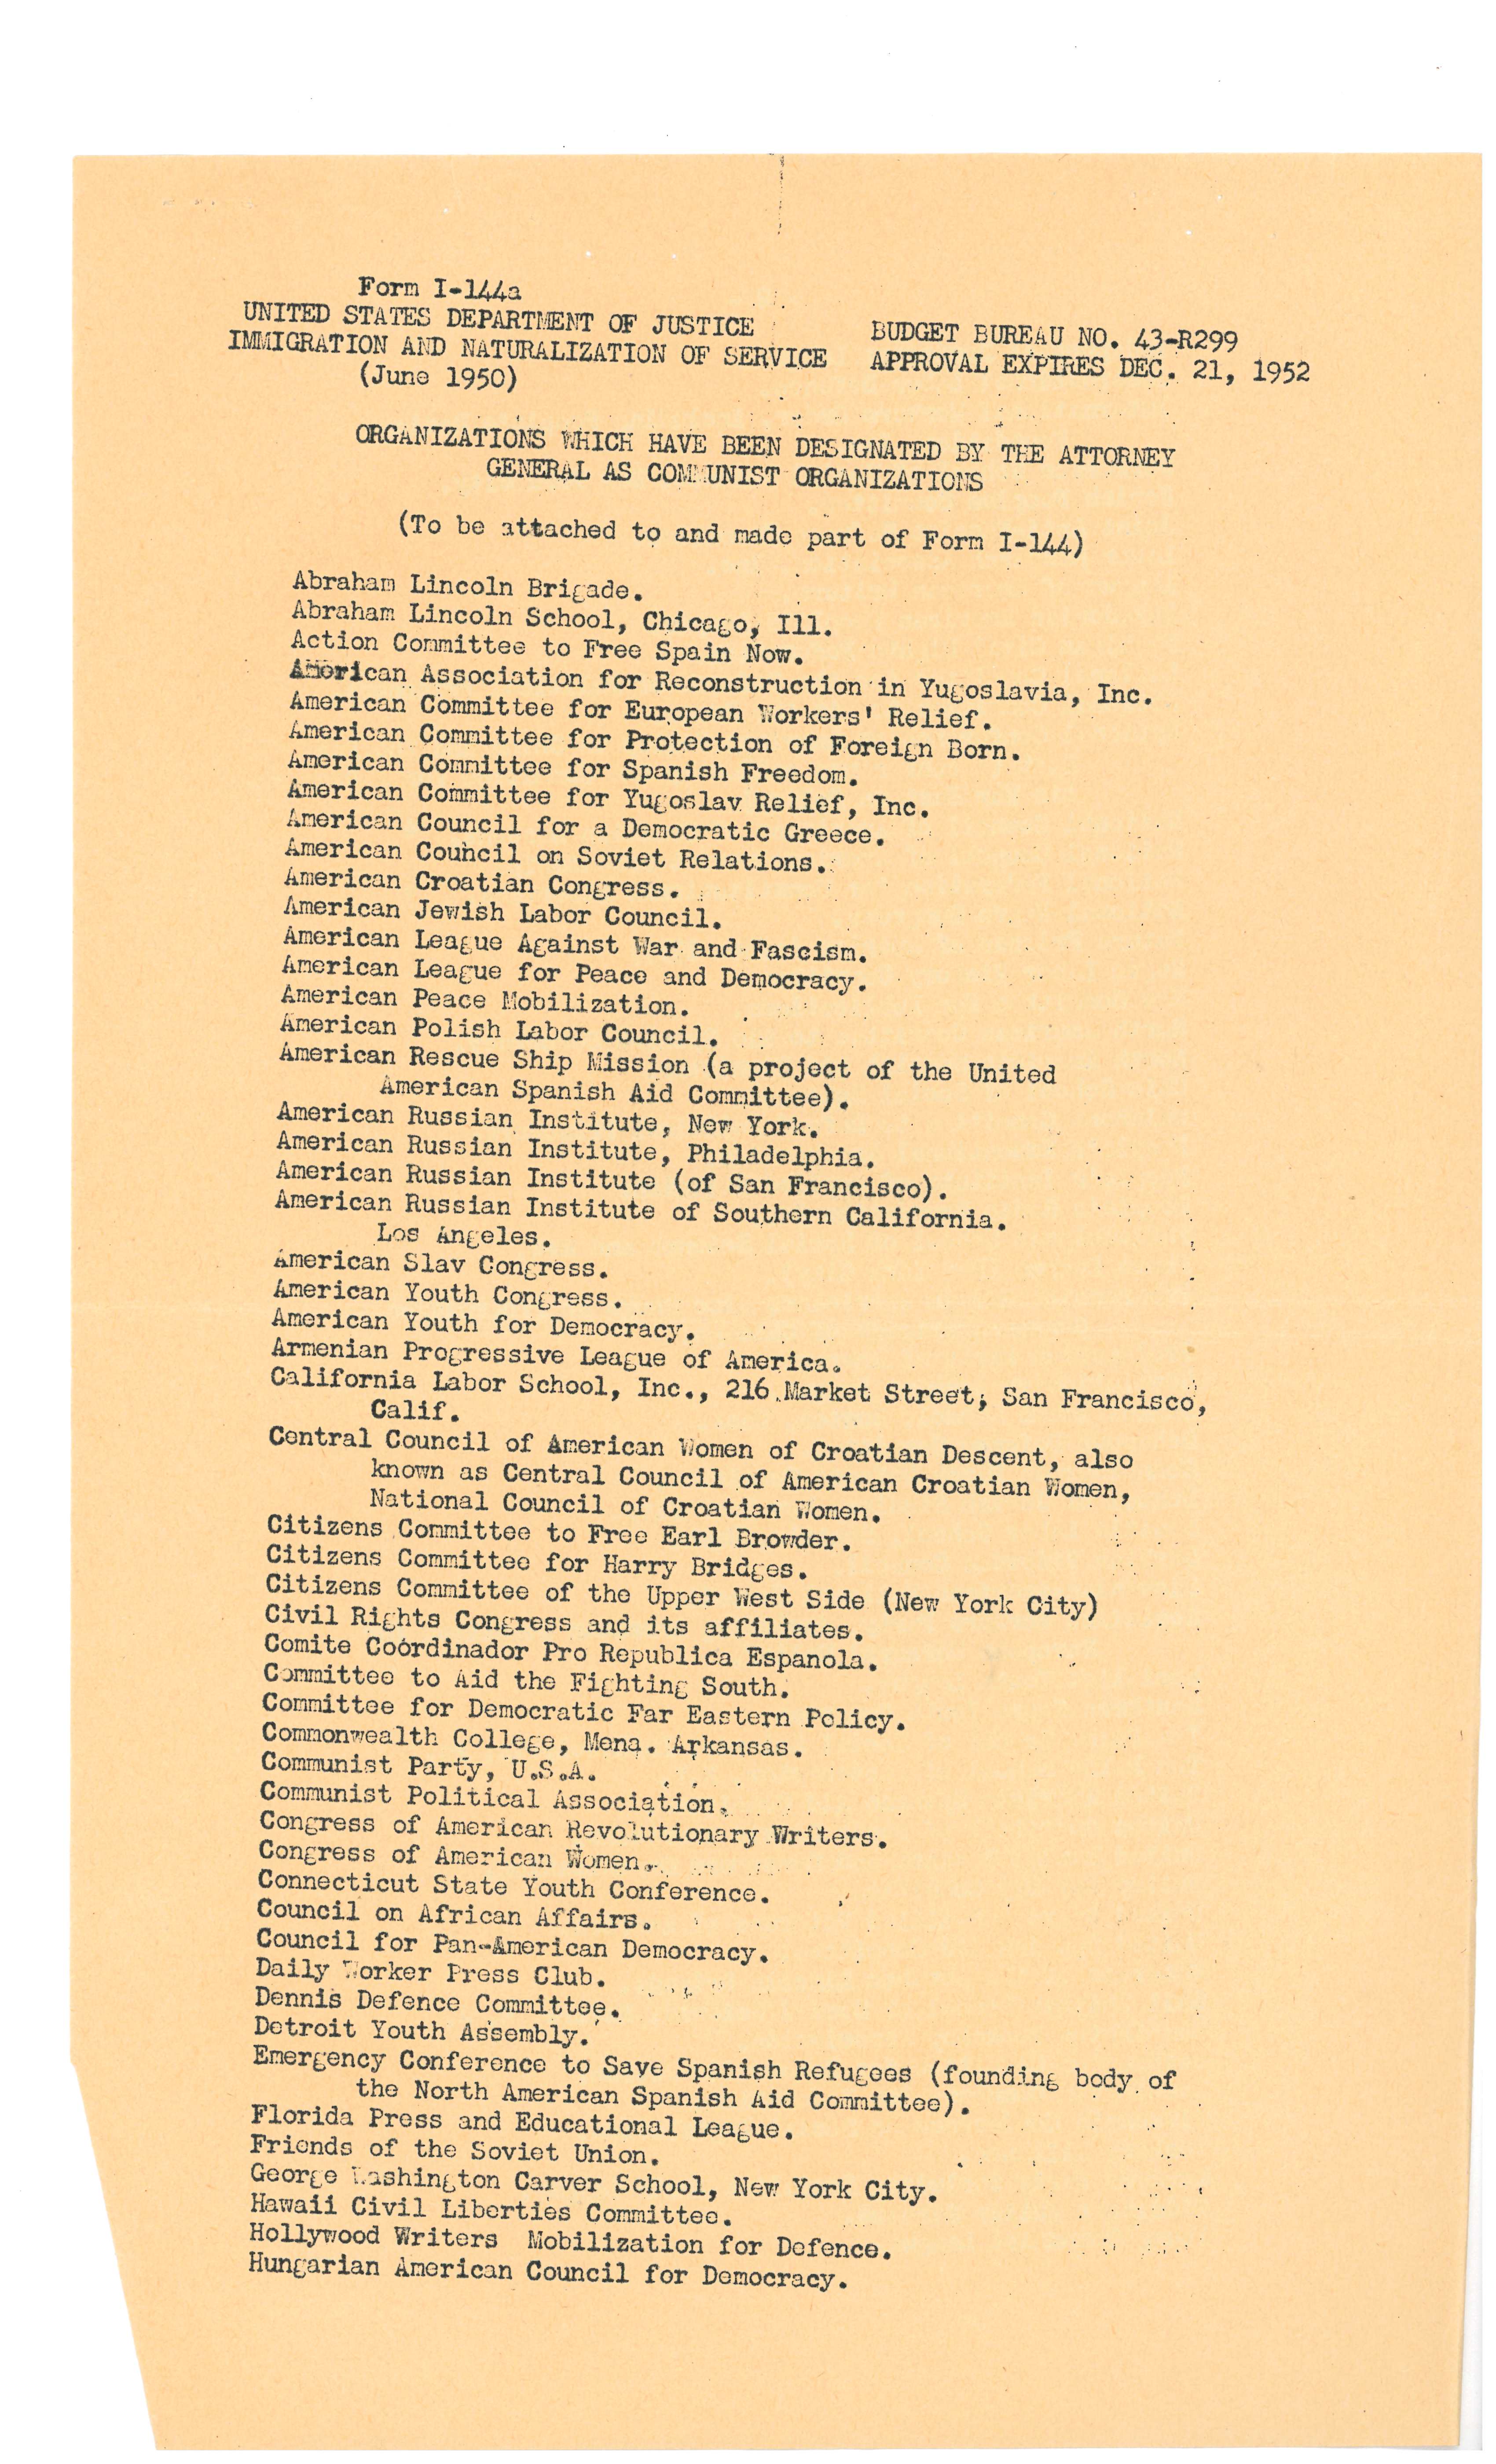 Form I-144a
UNITED STATES DEPARTMENT OF JUSTICE
IMMIGRATION AND NATURALIZATION OF SERVICE
(June 1950)
BUDGET BUREAU NO. 43-R299
APPROVAL EXPIRES DEC. 21, 1952
ORGANIZATIONS WHICH HAVE BEEN DESIGNATED BY THE ATTORNEY
GENERAL AS COMMUNIST ORGANIZATIONS
(To be attached to and made part of Form I-144)
Abraham Lincoln Brigade.
Abraham Lincoln School, Chicago, Ill.
Action Committee to Free Spain Now.
American Association for Reconstruction in Yugoslavia, Inc.
American Committee for European Workers' Relief.
American Committee for Protection of Foreign Born.
American Committee for Spanish Freedom.
American Committee for Yugoslav Relief, Inc.
American Council for a Democratic Greece.
American Council on Soviet Relations.
American Croatian Congress.
American Jewish Labor Council.
American League Against War and Fascism.
American League for Peace and Democracy.
American Peace Mobilization.
American Polish Labor Council.
American Rescue Ship Mission (a project of the United
American Spanish Aid Committee).
American Russian Institute, New York.
American Russian Institute, Philadelphia.
American Russian Institute (of San Francisco).
American Russian Institute of Southern California.
Los Angeles.
American Slav Congress.
American Youth Congress.
American Youth for Democracy.
Armenian Progressive League of America.
California Labor School, Inc., 216 Market Street, San Francisco,
Calif.
Central Council of American Women of Croatian Descent, also
known as Central Council of American Croatian Women,
National Council of Croatian Women.
Citizens Committee to Free Earl Browder.
Citizens Committee for Harry Bridges.
Citizens Committee of the Upper West Side (New York City)
Civil Rights Congress and its affiliates.
Comite Coordinador Pro Republica Espanola.
Committee to Aid the Fighting South.
Committee for Democratic Far Eastern Policy.
Commonwealth College, Mena. Arkansas.
Communist Party, U.S.A.
Communist Political Association.
Congress of American Revolutionary Writers.
Congress of American Women.
Connecticut State Youth Conference.
Council on African Affairs.
Council for Pan-American Democracy.
Daily Worker Press Club.
Dennis Defence Committee.
Detroit Youth Assembly.
Emergency Conference to Save Spanish Refugees (founding body of
the North American Spanish Aid Committee).
Florida Press and Educational League.
Friends of the Soviet Union.
George Washington Carver School, New York City.
Hawaii Civil Liberties Committee.
Hollywood Writers Mobilization for Defence.
Hungarian American Council for Democracy.